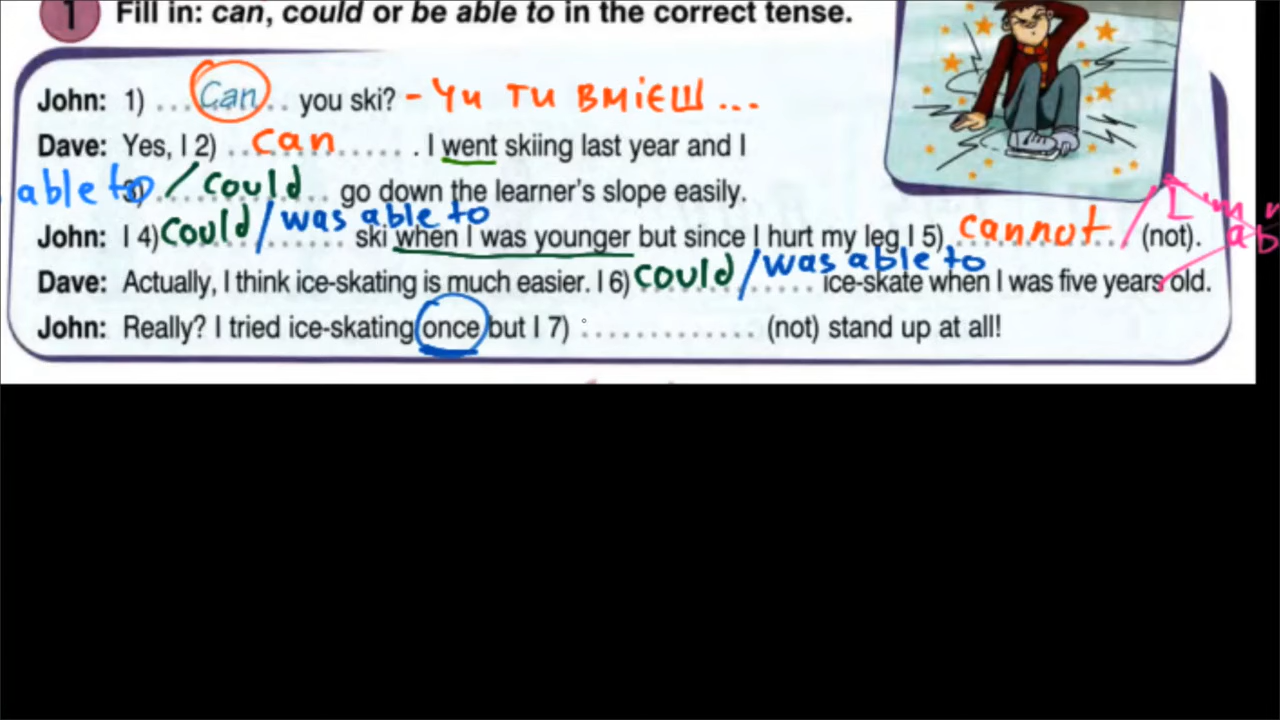 1 Fill in: can, could or be able to in the correct tense.
John: 1) ... Can .. you ski? - Чи ти вмієш ...
Dave: Yes, I 2) ..can....... . I went skiing last year and I
able to 3) / could .. go down the learner's slope easily.
John: I 4) could / was able to ski when I was younger but since I hurt my leg I 5) cannot .. / (not).
Dave: Actually, I think ice-skating is much easier. I 6) could / was able to ice-skate when I was five years old.
John: Really? I tried ice-skating once but I 7) ............... (not) stand up at all!